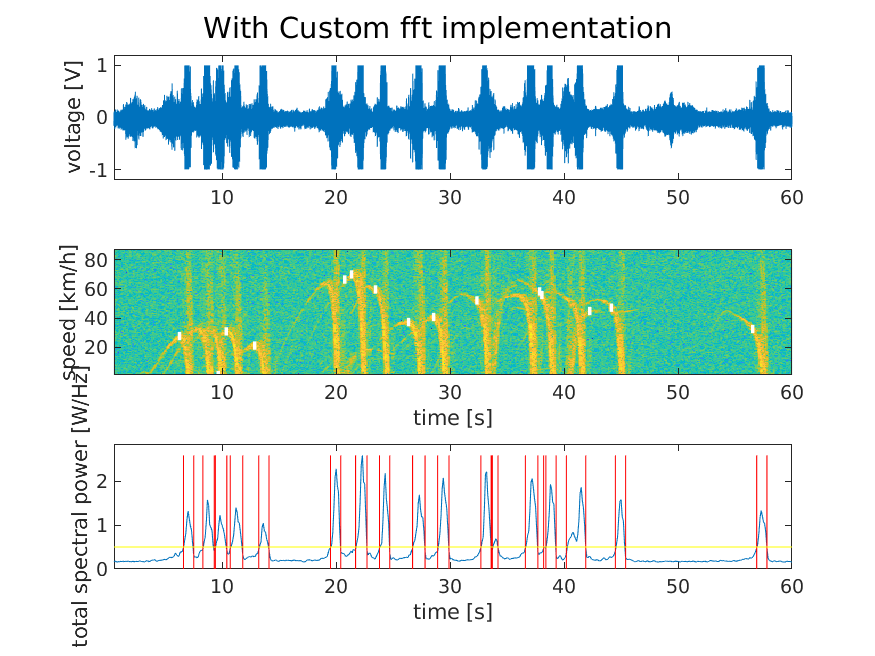 With Custom fft implementation
voltage [V]
1
0
-1
10 20 30 40 50 60
speed [km/h]
80
60
40
20
10 20 30 40 50 60
time [s]
total spectral power [W/Hz]
2
1
0
10 20 30 40 50 60
time [s]